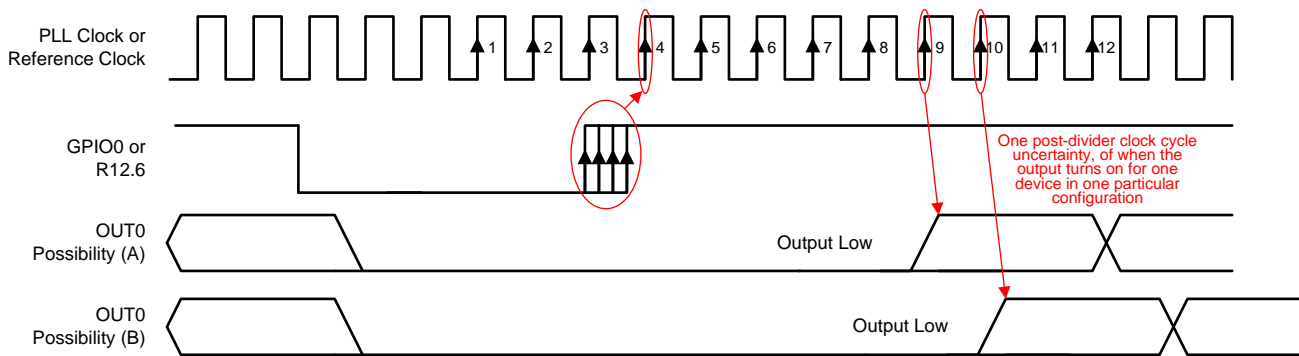 PLL Clock or
Reference Clock
1 2 3 4 5 6 7 8 9 10 11 12
GPIO0 or
R12.6
One post-divider clock cycle
uncertainty, of when the
output turns on for one
device in one particular
configuration
OUT0
Possibility (A)
Output Low
OUT0
Possibility (B)
Output Low